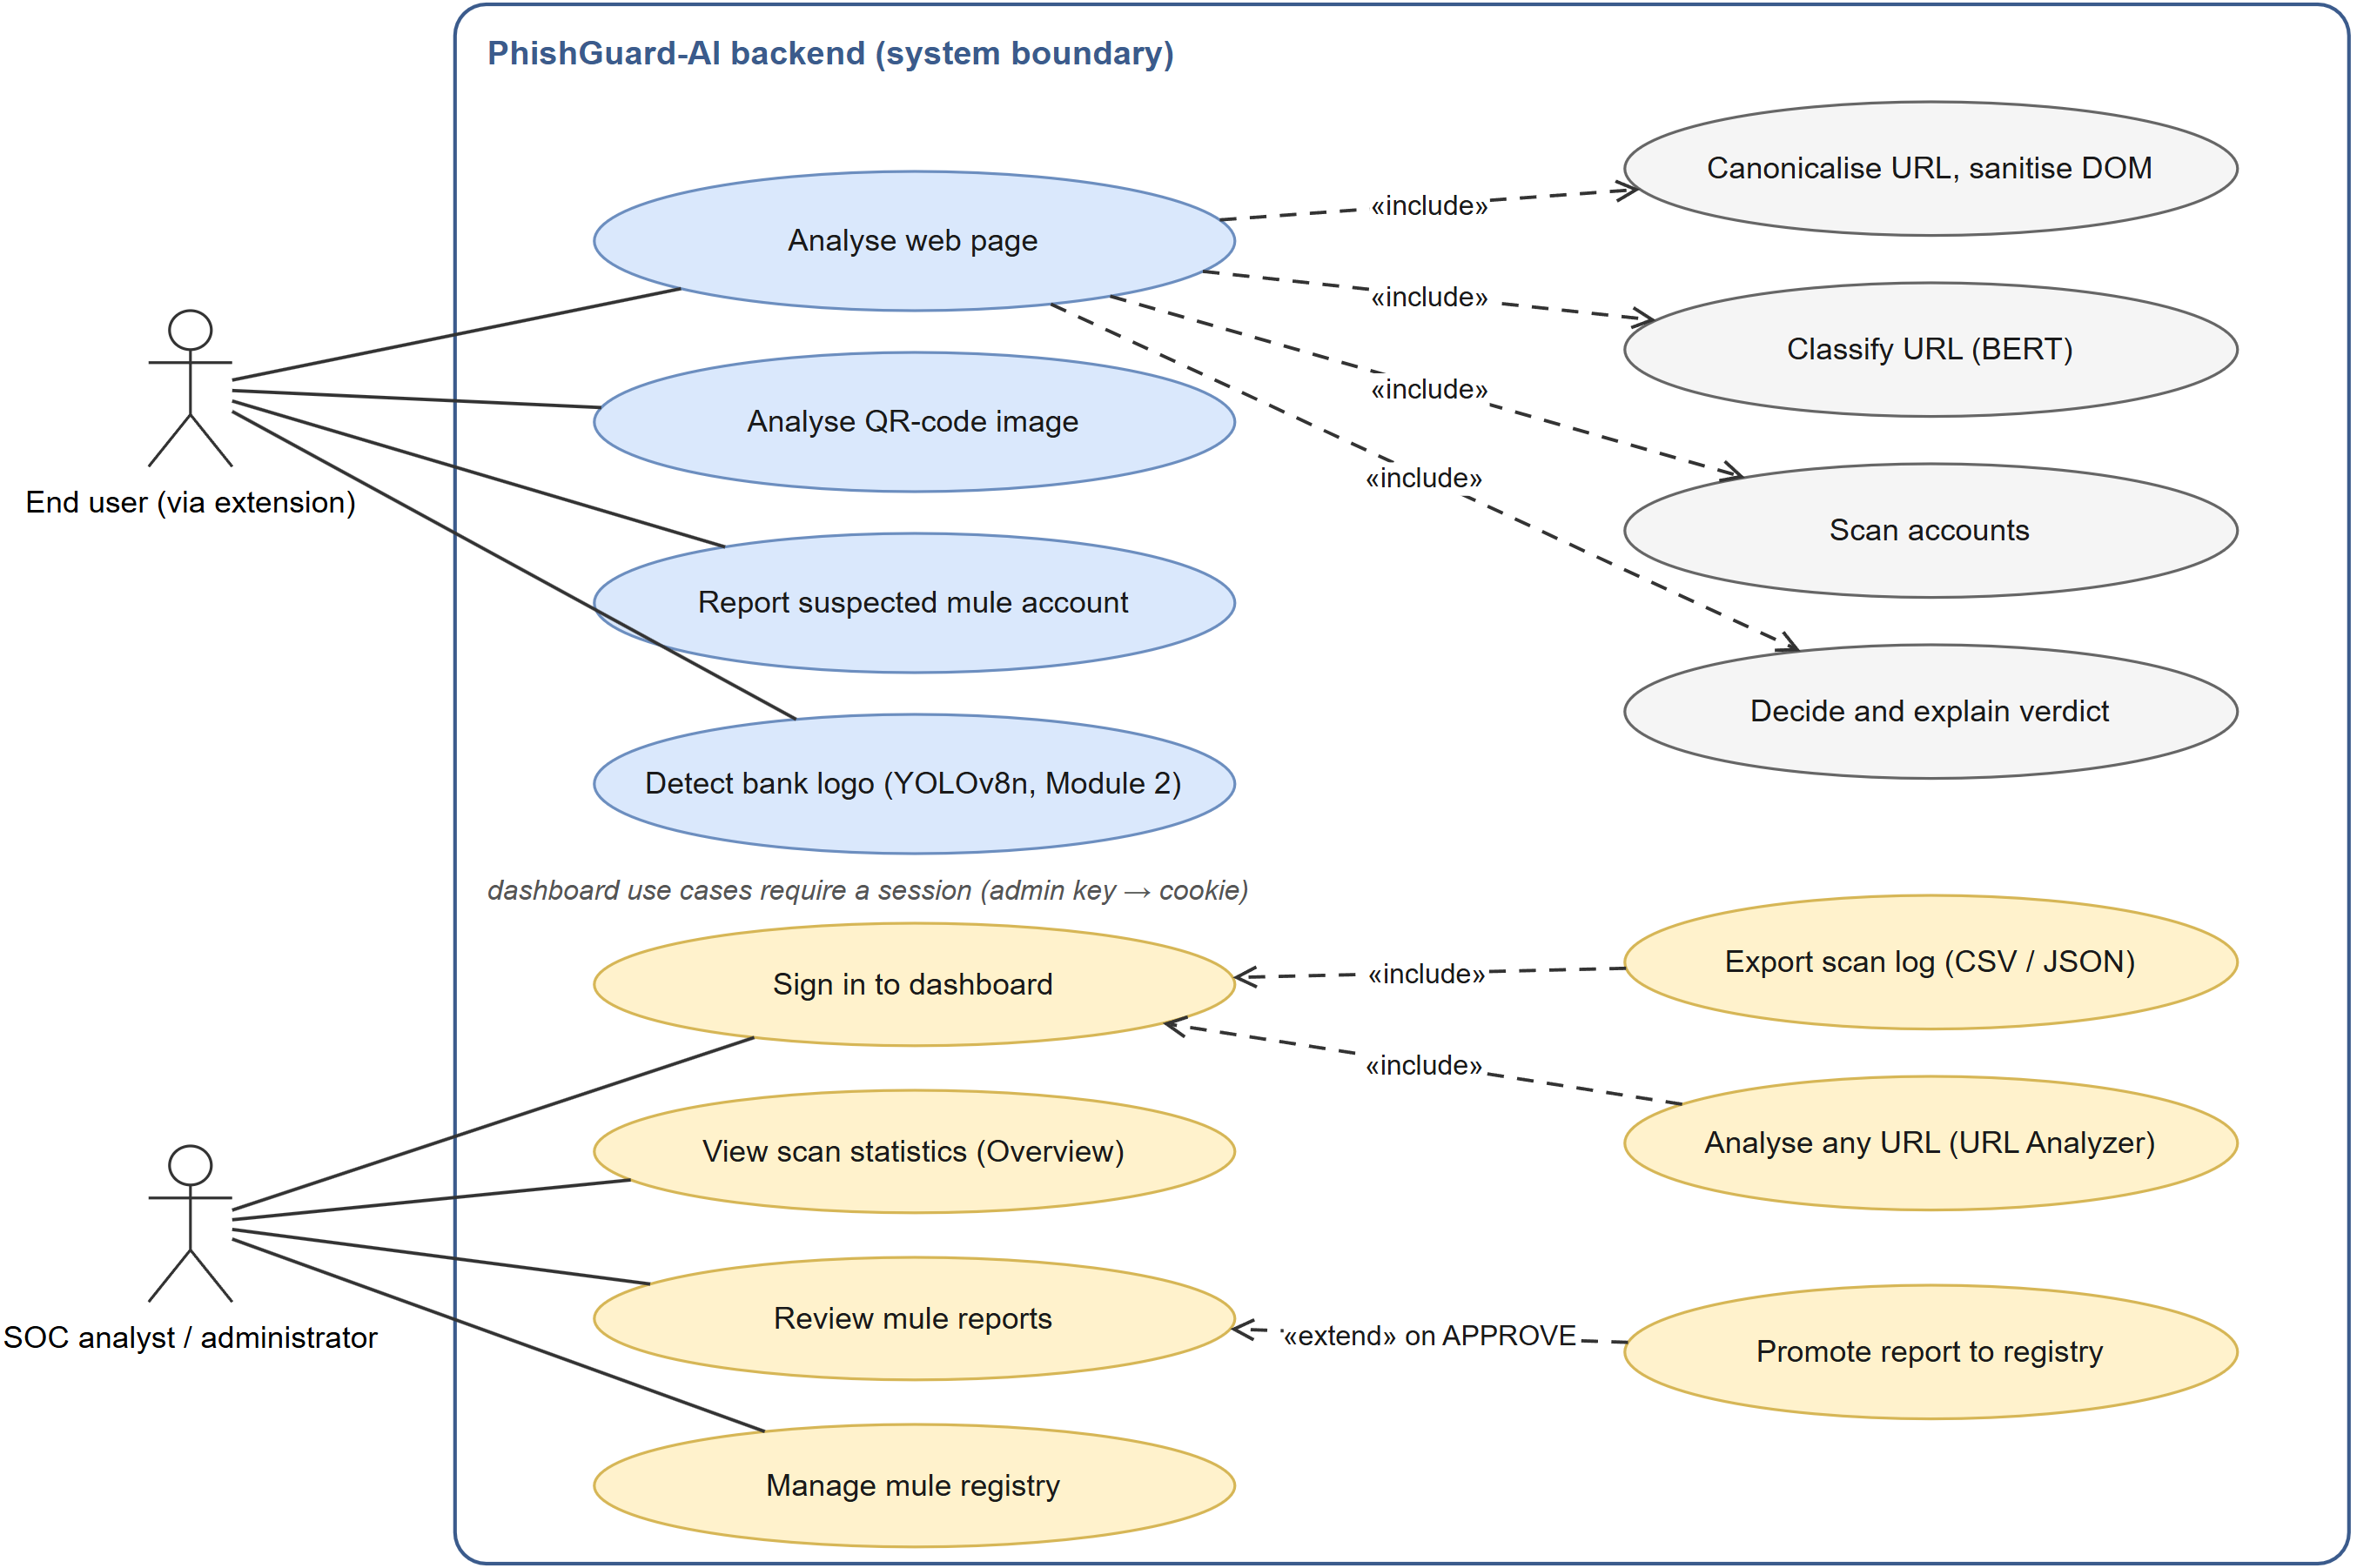 PhishGuard-AI backend (system boundary)
Canonicalise URL, sanitise DOM
«include»
Analyse web page
«include»
Classify URL (BERT)
«include»
Analyse QR-code image
«include»
End user (via extension)
Scan accounts
Report suspected mule account
Decide and explain verdict
Detect bank logo (YOLOv8n, Module 2)
dashboard use cases require a session (admin key → cookie)
Export scan log (CSV / JSON)
«include»
Sign in to dashboard
«include»
Analyse any URL (URL Analyzer)
View scan statistics (Overview)
Review mule reports
«extend» on APPROVE
SOC analyst / administrator
Promote report to registry
Manage mule registry